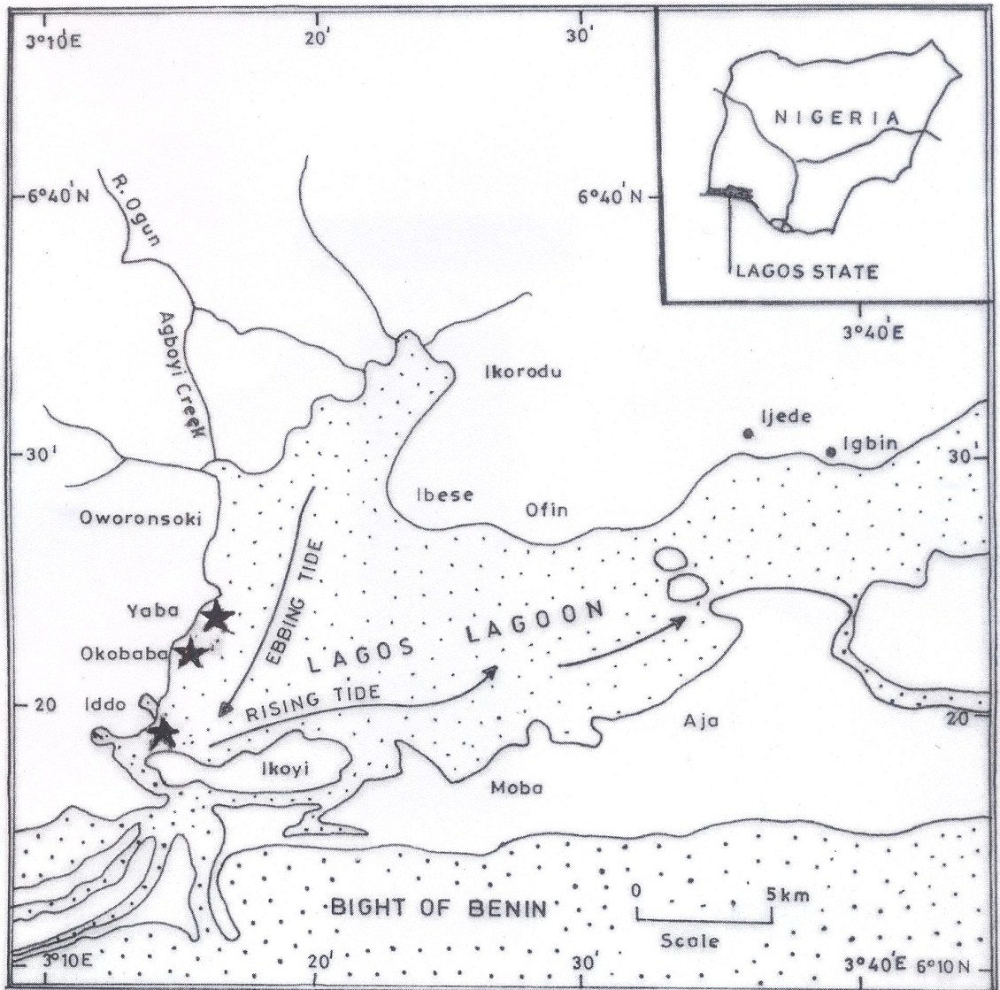 3°10'E
20'
30'
NIGERIA
LAGOS STATE
6°40'N
6°40'N
R. Ogun
Agboyi Creek
3°40'E
Ikorodu
Ijede
Igbin
30'
30'
Ibese
Ofin
Oworonsoki
EBBING TIDE
Yaba
LAGOS LAGOON
Okobaba
Iddo
20
RISING TIDE
20'
Aja
Ikoyi
Moba
0 5km
Scale
BIGHT OF BENIN
3°10'E
20'
30'
3°40'E
6°10N